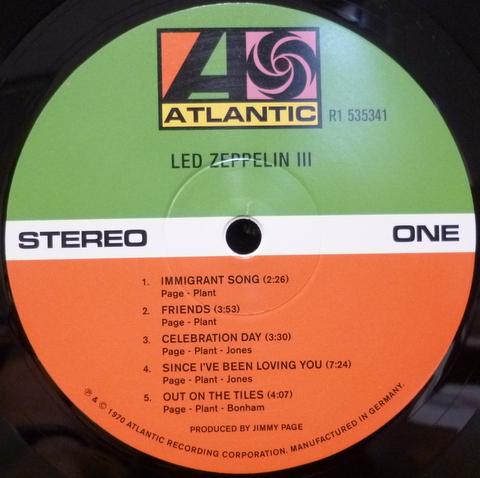 ATLANTIC
R1 535341
LED ZEPPELIN III
STEREO
ONE
1. IMMIGRANT SONG (2:26)
Page - Plant
2. FRIENDS (3:53)
Page - Plant
3. CELEBRATION DAY (3:30)
Page - Plant - Jones
4. SINCE I'VE BEEN LOVING YOU (7:24)
Page - Plant - Jones
5. OUT ON THE TILES (4:07)
Page - Plant - Bonham
PRODUCED BY JIMMY PAGE
℗ & © 1970 ATLANTIC RECORDING CORPORATION. MANUFACTURED IN GERMANY.